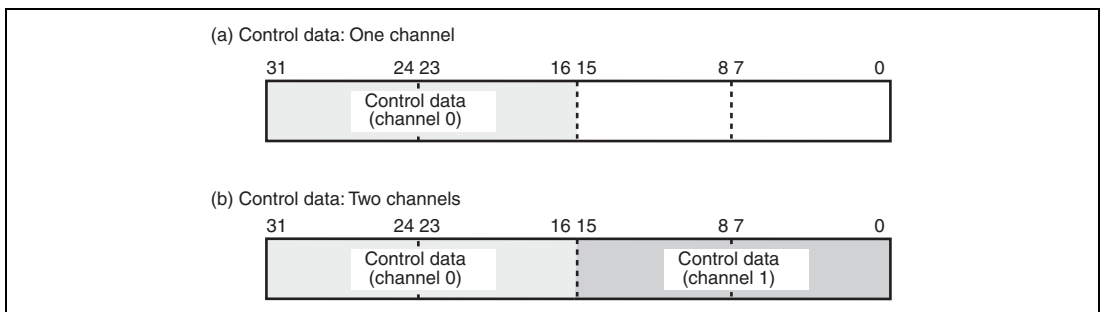 (a) Control data: One channel
31 24 23 16 15 8 7 0
Control data
(channel 0)
(b) Control data: Two channels
31 24 23 16 15 8 7 0
Control data
(channel 0)
Control data
(channel 1)